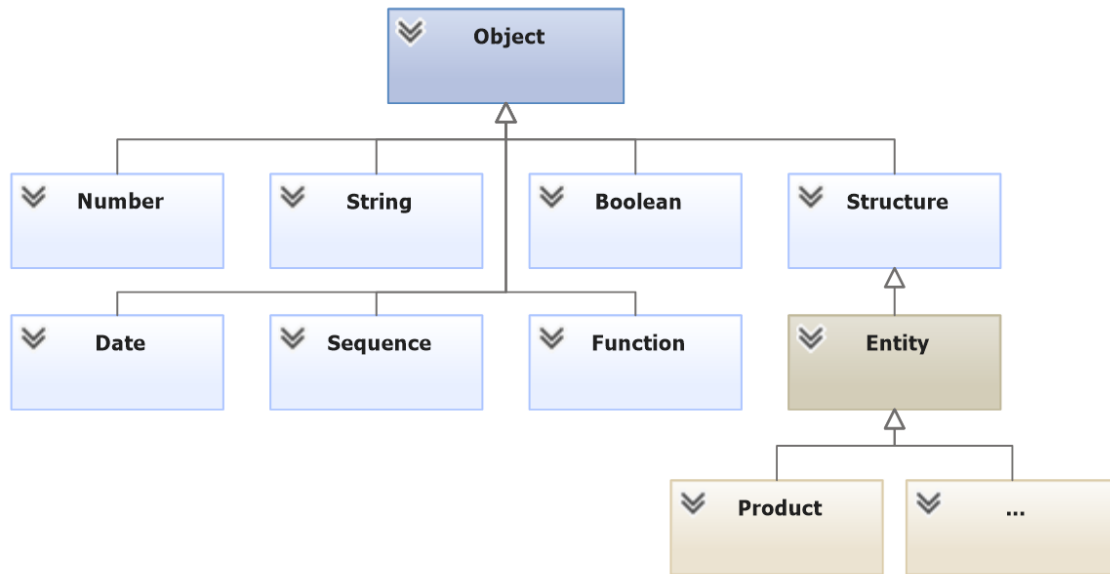 Object
Number
String
Boolean
Structure
Date
Sequence
Function
Entity
Product
...